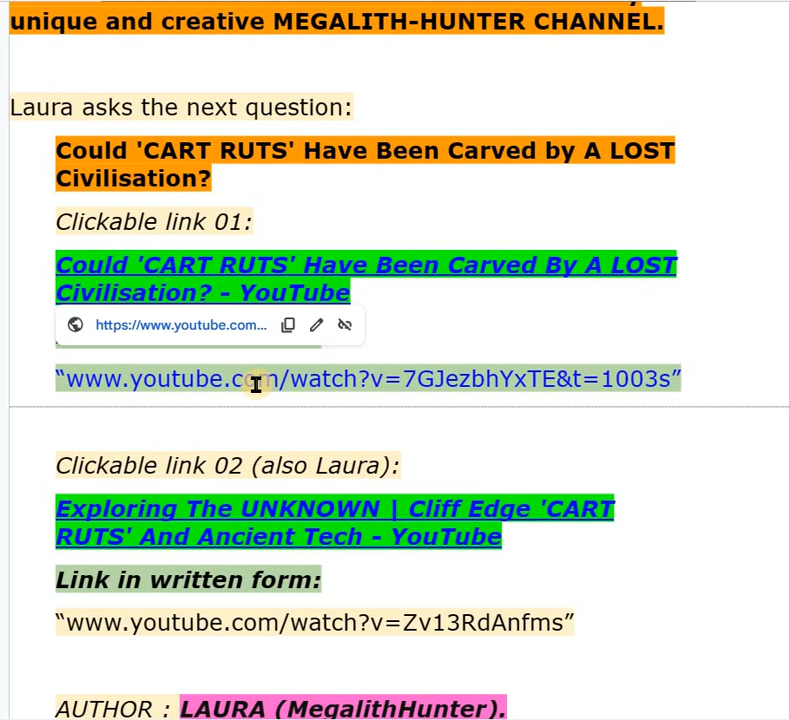 unique and creative MEGALITH-HUNTER CHANNEL.
Laura asks the next question:
Could 'CART RUTS' Have Been Carved by A LOST
Civilisation?
Clickable link 01:
Could 'CART RUTS' Have Been Carved By A LOST
Civilisation? - YouTube
https://www.youtube.com...
“www.youtube.com/watch?v=7GJezbhYxTE&t=1003s”
Clickable link 02 (also Laura):
Exploring The UNKNOWN | Cliff Edge 'CART
RUTS' And Ancient Tech - YouTube
Link in written form:
“www.youtube.com/watch?v=Zv13RdAnfms”
AUTHOR : LAURA (MegalithHunter).